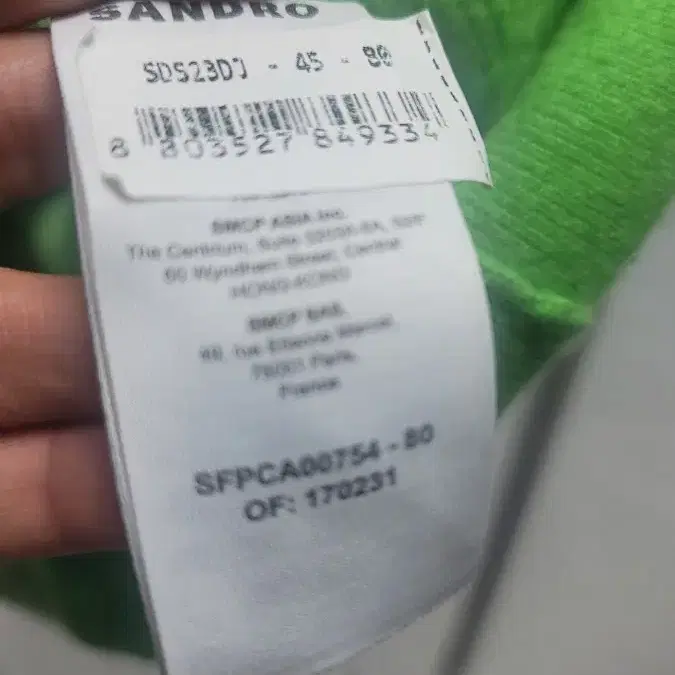 SANDRO
SDS23DJ - 45 - 80
8 803527 849334
SMCP ASIA Inc.
The Centrium, Suite
60 Wyndham Street, Central
HONG-KONG
SMCP SAS,
49, rue Etienne Marcel,
75001 Paris,
France
SFPCA00754 - 80
OF: 170231